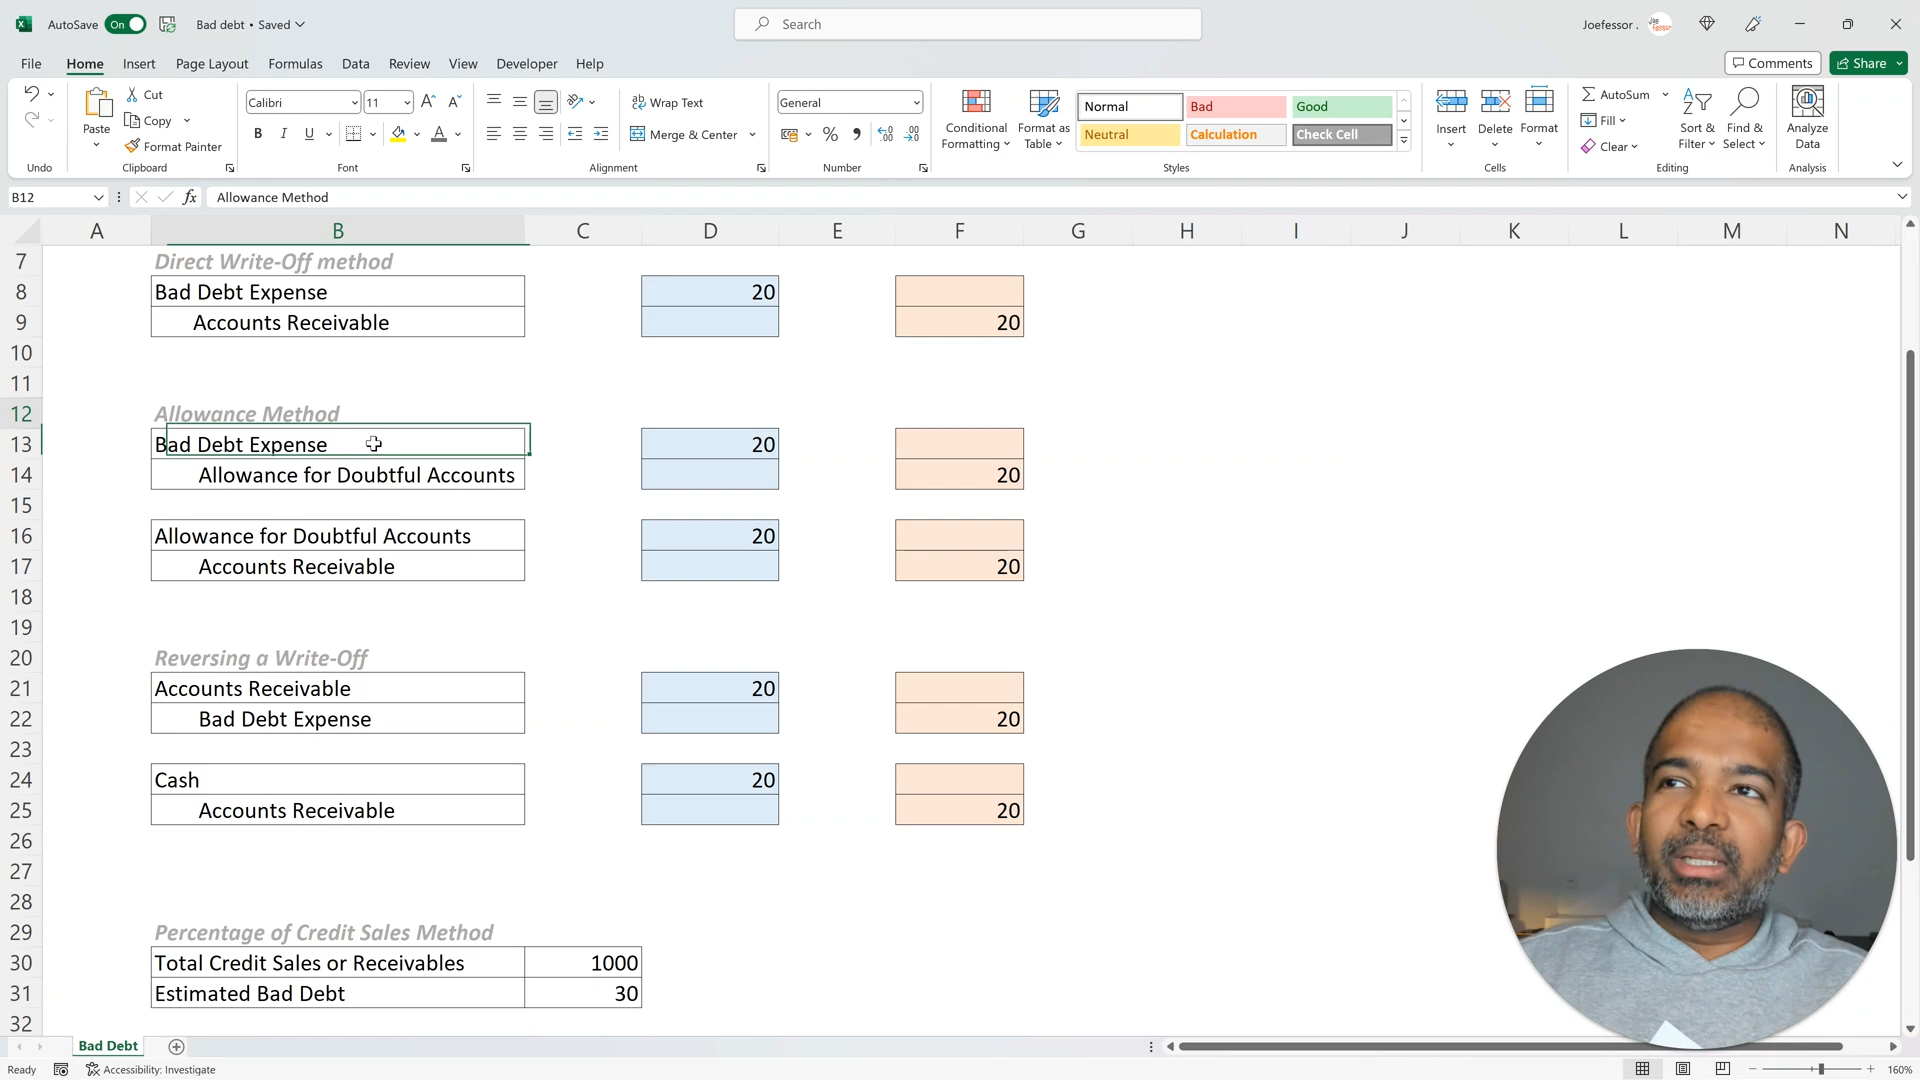 AutoSave On Bad debt • Saved Search Joefessor .
File Home Insert Page Layout Formulas Data Review View Developer Help Comments Share
Paste Cut Copy Format Painter
Calibri 11 B I U A
Wrap Text Merge & Center
General % ,
Conditional Formatting Format as Table
Normal Bad Good
Neutral Calculation Check Cell
Insert Delete Format
AutoSum Fill Clear Sort & Filter Find & Select Analyze Data
Undo Clipboard Font Alignment Number Styles Cells Editing Analysis
B12 fx Allowance Method
A B C D E F G H I J K L M N
7 Direct Write-Off method
8 Bad Debt Expense 20
9 Accounts Receivable 20
10
11
12 Allowance Method
13 Bad Debt Expense 20
14 Allowance for Doubtful Accounts 20
15
16 Allowance for Doubtful Accounts 20
17 Accounts Receivable 20
18
19
20 Reversing a Write-Off
21 Accounts Receivable 20
22 Bad Debt Expense 20
23
24 Cash 20
25 Accounts Receivable 20
26
27
28
29 Percentage of Credit Sales Method
30 Total Credit Sales or Receivables 1000
31 Estimated Bad Debt 30
32
Bad Debt
Ready Accessibility: Investigate 160%